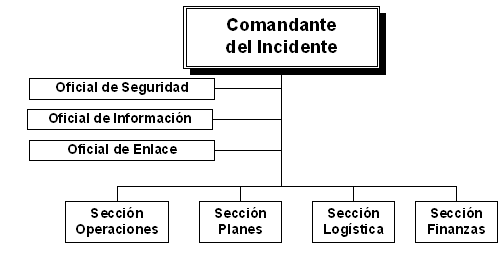 Comandante
del Incidente
Oficial de Seguridad
Oficial de Información
Oficial de Enlace
Sección
Operaciones
Sección
Planes
Sección
Logística
Sección
Finanzas